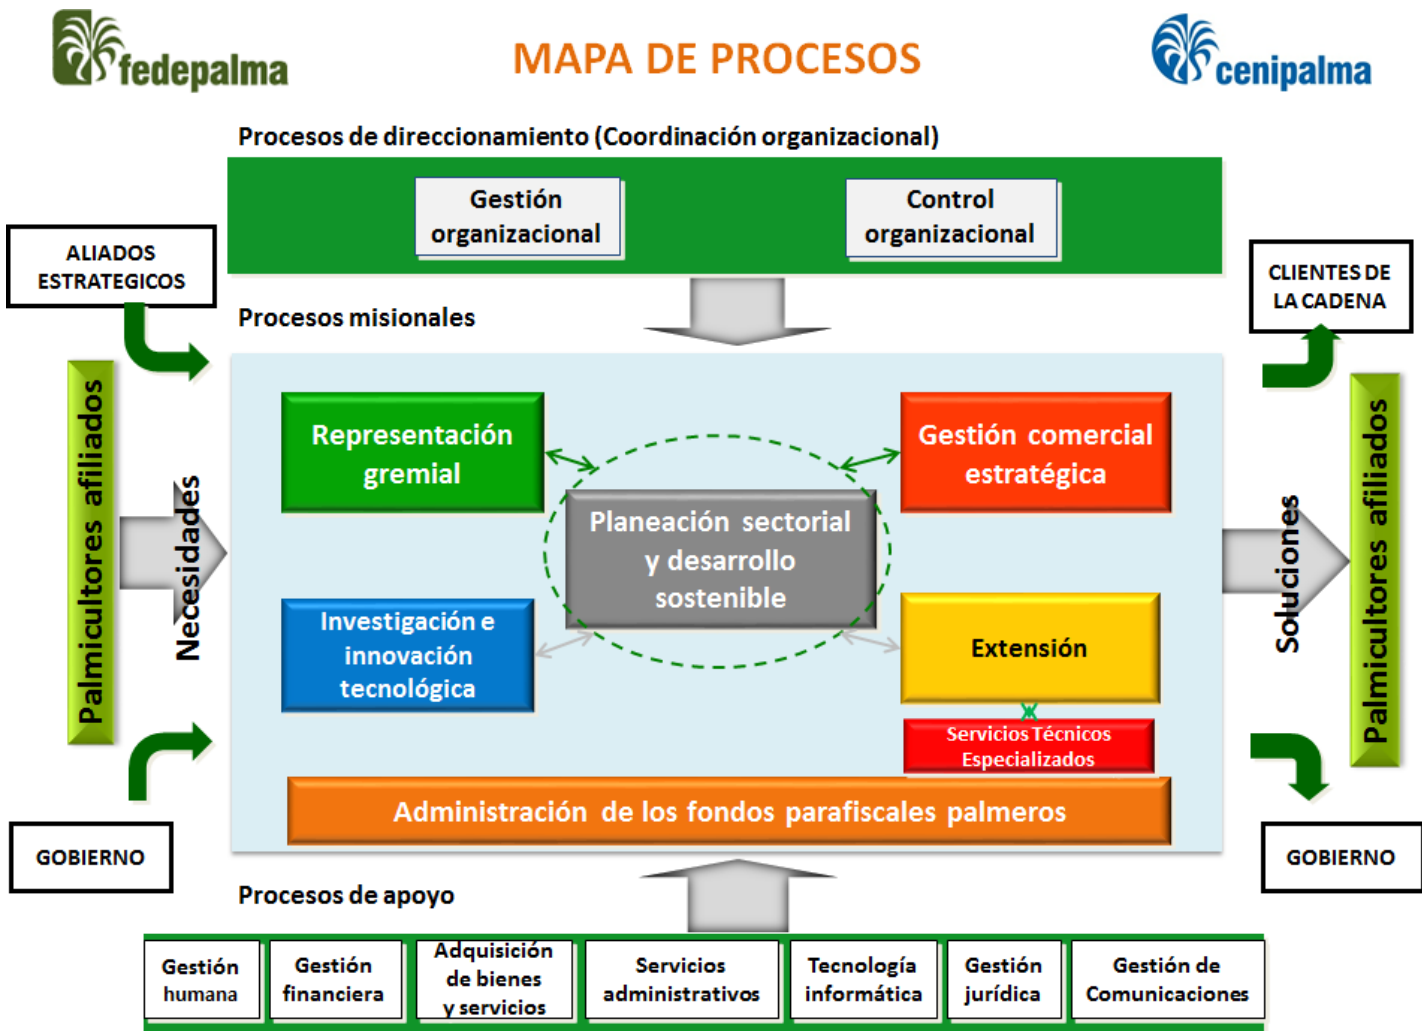 fedepalma
MAPA DE PROCESOS
cenipalma
Procesos de direccionamiento (Coordinación organizacional)
Gestión
organizacional
Control
organizacional
ALIADOS
ESTRATEGICOS
CLIENTES DE
LA CADENA
Procesos misionales
Palmicultores afiliados
Necesidades
Representación
gremial
Gestión comercial
estratégica
Planeación sectorial
y desarrollo
sostenible
Investigación e
innovación
tecnológica
Extensión
Servicios Técnicos
Especializados
Administración de los fondos parafiscales palmeros
Soluciones
Palmicultores afiliados
GOBIERNO
GOBIERNO
Procesos de apoyo
Gestión
humana
Gestión
financiera
Adquisición
de bienes
y servicios
Servicios
administrativos
Tecnología
informática
Gestión
jurídica
Gestión de
Comunicaciones